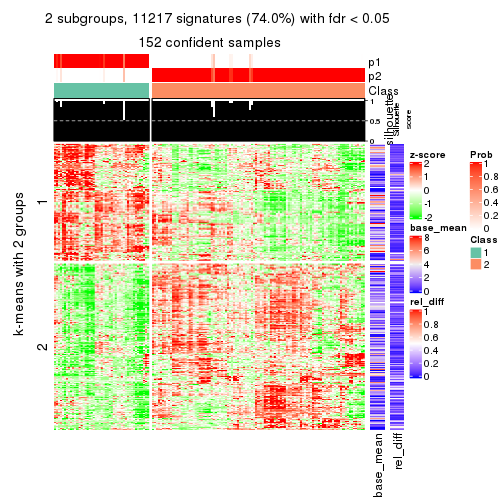 2 subgroups, 11217 signatures (74.0%) with fdr < 0.05
152 confident samples
p1
p2
Class
1
0.5
0
silhouette
Silhouette
score
k-means with 2 groups
1
2
base_mean
rel_diff
z-score
2
1
0
-1
-2
base_mean
8
6
4
2
0
rel_diff
1
0.8
0.6
0.4
0.2
0
Prob
1
0.8
0.6
0.4
0.2
0
Class
1
2